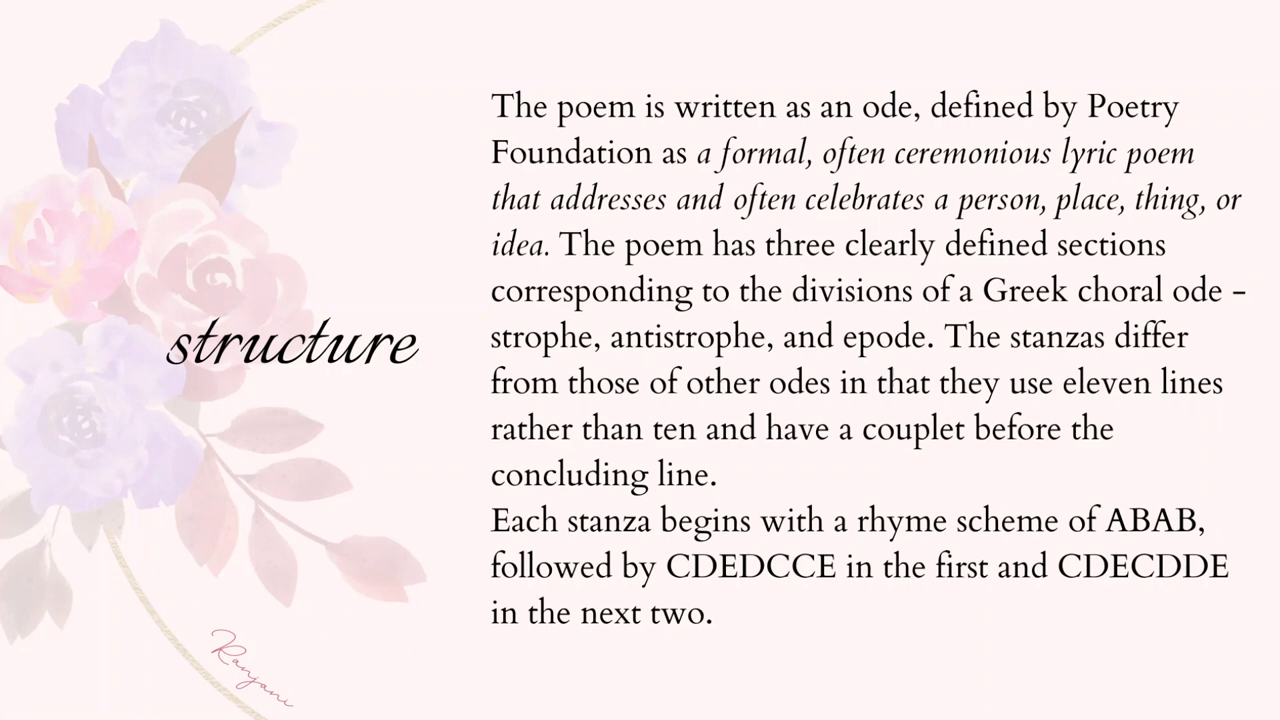 structure
The poem is written as an ode, defined by Poetry
Foundation as a formal, often ceremonious lyric poem
that addresses and often celebrates a person, place, thing, or
idea. The poem has three clearly defined sections
corresponding to the divisions of a Greek choral ode -
strophe, antistrophe, and epode. The stanzas differ
from those of other odes in that they use eleven lines
rather than ten and have a couplet before the
concluding line.
Each stanza begins with a rhyme scheme of ABAB,
followed by CDEDCCE in the first and CDECDDE
in the next two.
Ranjani